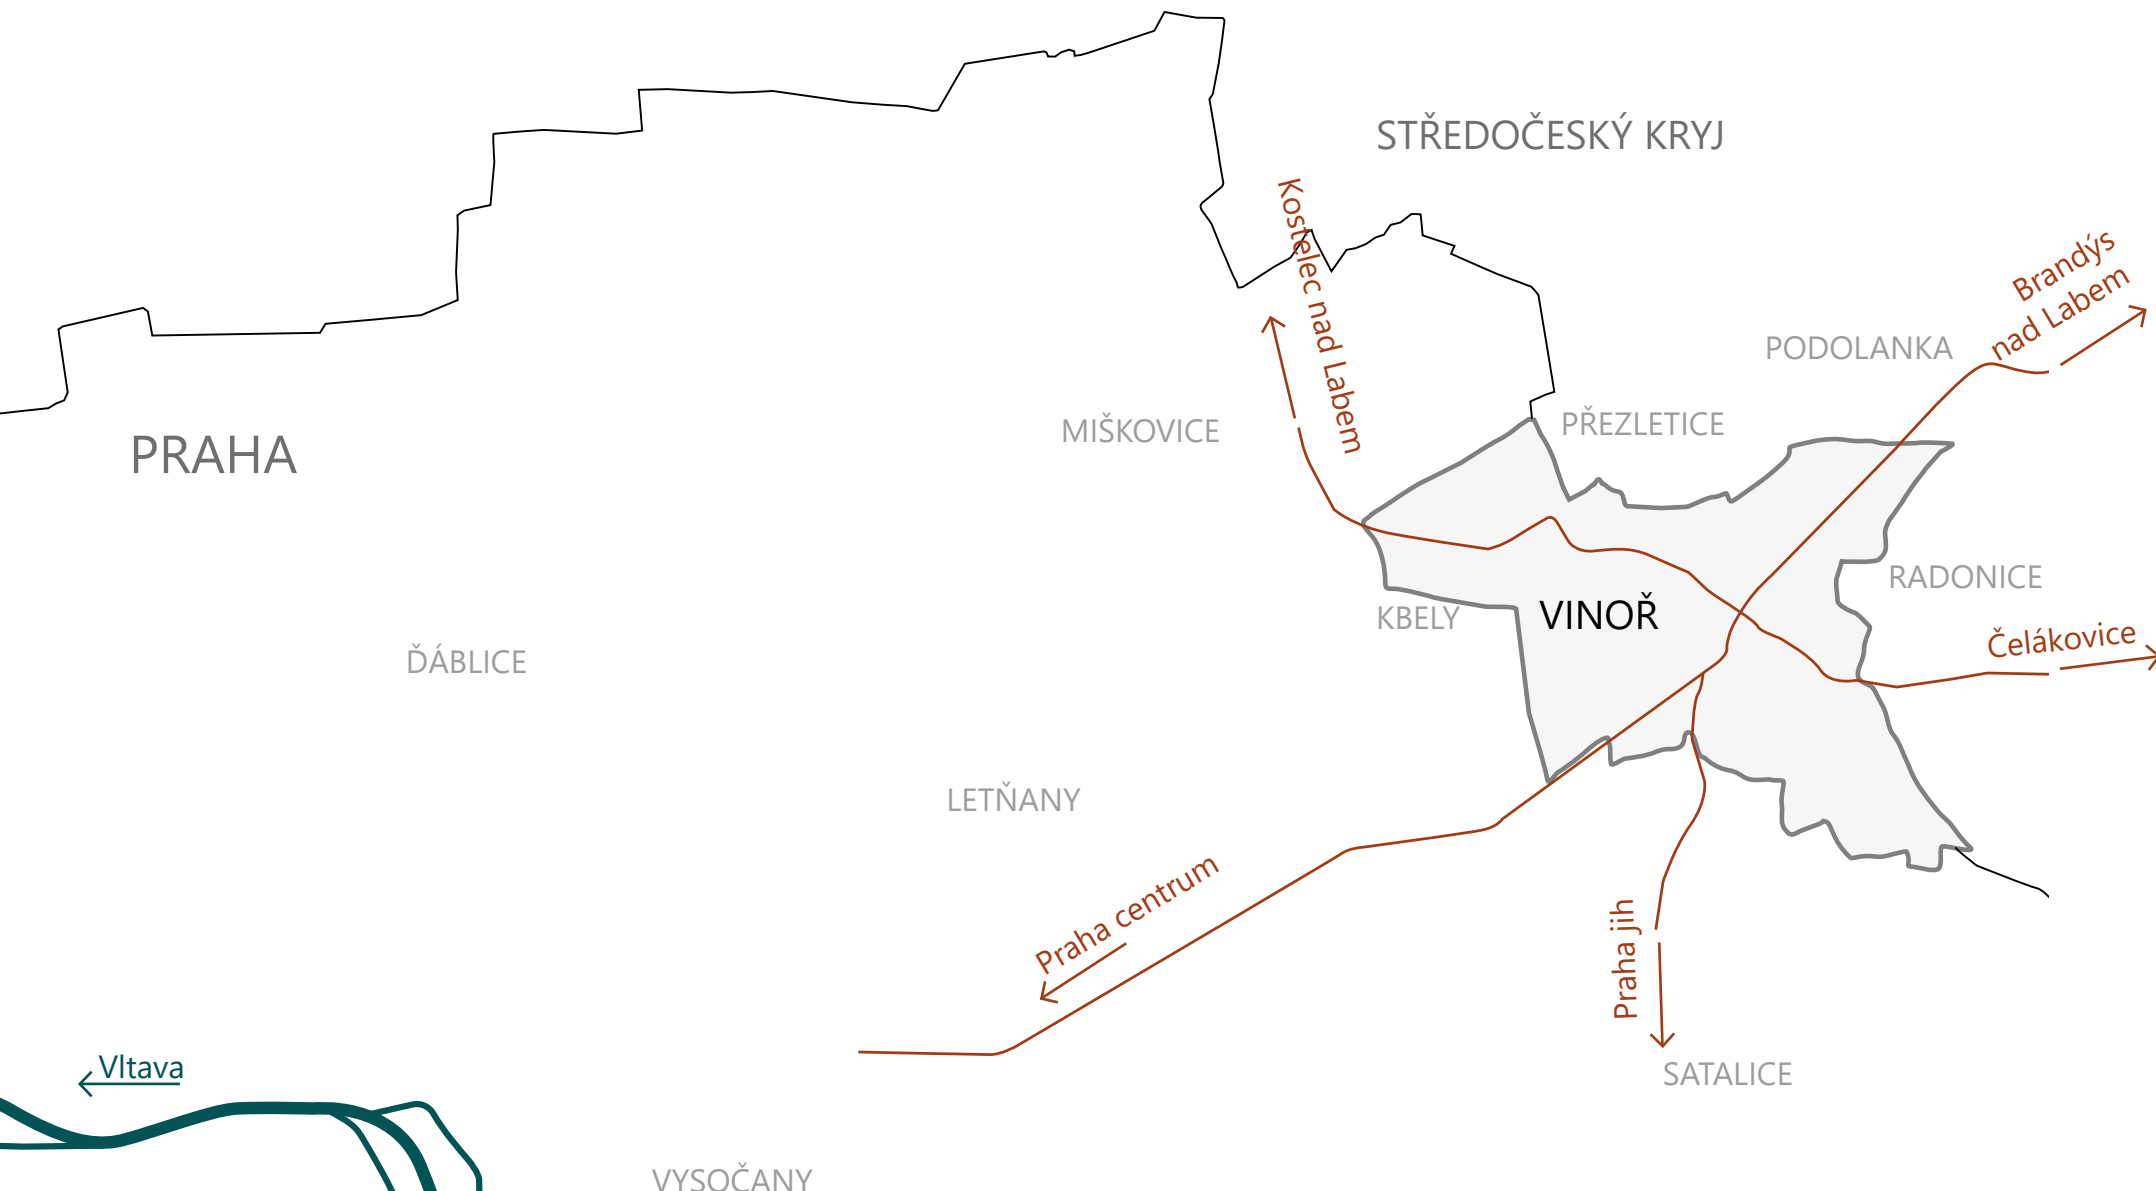 STŘEDOČESKÝ KRYJ
Kostelec nad Labem
Brandýs
nad Labem
PODOLANKA
MIŠKOVICE
PŘEZLETICE
PRAHA
RADONICE
KBELY
VINOŘ
Čelákovice
ĎÁBLICE
LETŇANY
Praha centrum
Praha jih
Vltava
SATALICE
VYSOČANY